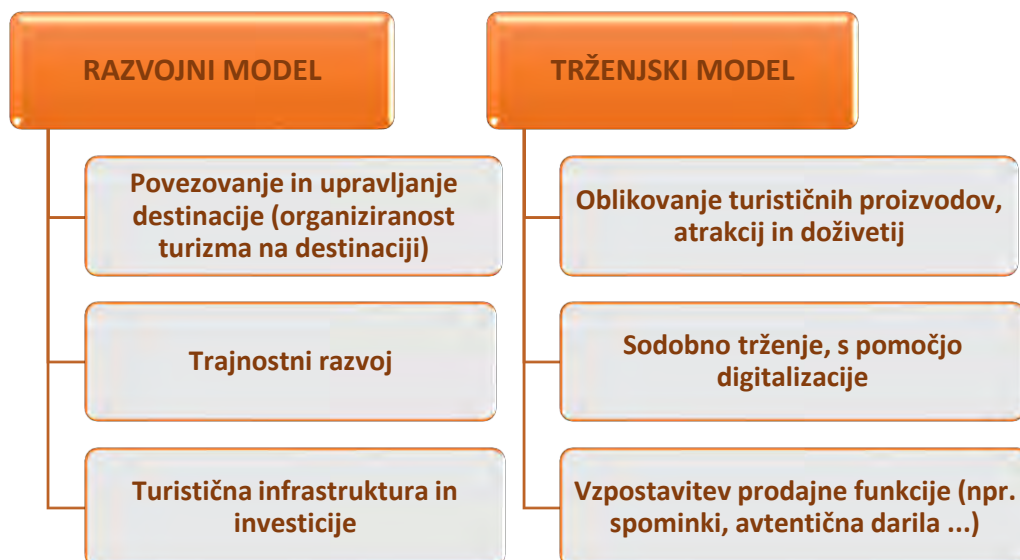 RAZVOJNI MODEL
Povezovanje in upravljanje
destinacije (organiziranost
turizma na destinaciji)
Trajnostni razvoj
Turistična infrastruktura in
investicije
TRŽENJSKI MODEL
Oblikovanje turističnih proizvodov,
atrakcij in doživetij
Sodobno trženje, s pomočjo
digitalizacije
Vzpostavitev prodajne funkcije (npr.
spominki, avtentična darila ...)